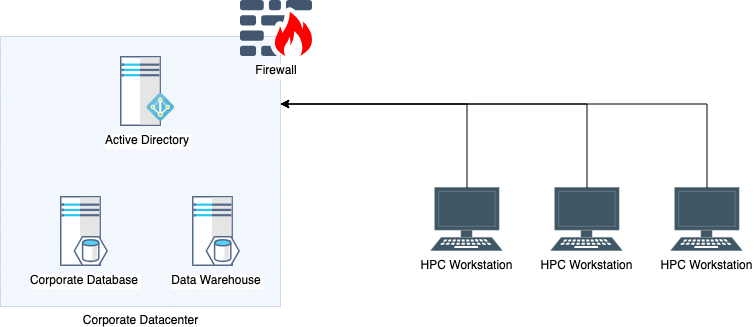 Firewall
Active Directory
Corporate Database
Data Warehouse
Corporate Datacenter
HPC Workstation
HPC Workstation
HPC Workstation